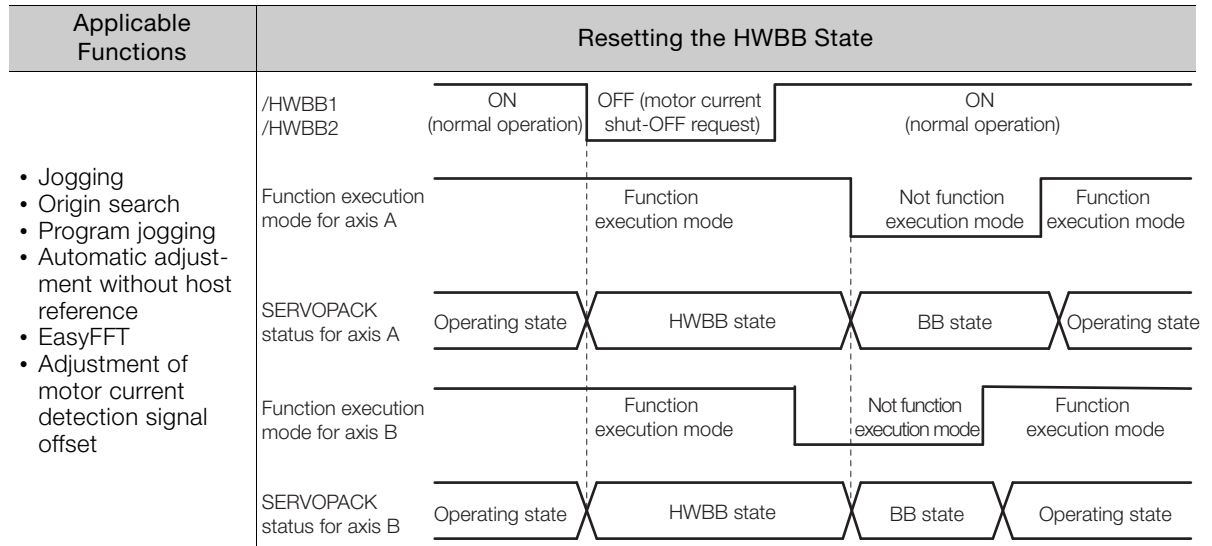 Applicable
Functions
Resetting the HWBB State
• Jogging
• Origin search
• Program jogging
• Automatic adjust-
ment without host
reference
• EasyFFT
• Adjustment of
motor current
detection signal
offset
/HWBB1
/HWBB2
ON
(normal operation)
OFF (motor current
shut-OFF request)
ON
(normal operation)
Function execution
mode for axis A
Function
execution mode
Not function
execution mode
Function
execution mode
SERVOPACK
status for axis A
Operating state
HWBB state
BB state
Operating state
Function execution
mode for axis B
Function
execution mode
Not function
execution mode
Function
execution mode
SERVOPACK
status for axis B
Operating state
HWBB state
BB state
Operating state